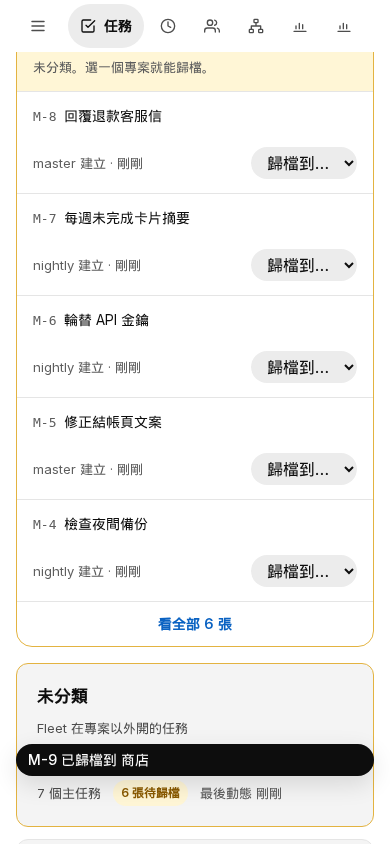 任務
未分類。選一個專案就能歸檔。
M-8 回覆退款客服信
master 建立 · 剛剛
歸檔到…
M-7 每週未完成卡片摘要
nightly 建立 · 剛剛
歸檔到…
M-6 輪替 API 金鑰
nightly 建立 · 剛剛
歸檔到…
M-5 修正結帳頁文案
master 建立 · 剛剛
歸檔到…
M-4 檢查夜間備份
nightly 建立 · 剛剛
歸檔到…
看全部 6 張
未分類
Fleet 在專案以外開的任務
M-9 已歸檔到 商店
7 個主任務 6 張待歸檔 最後動態 剛剛